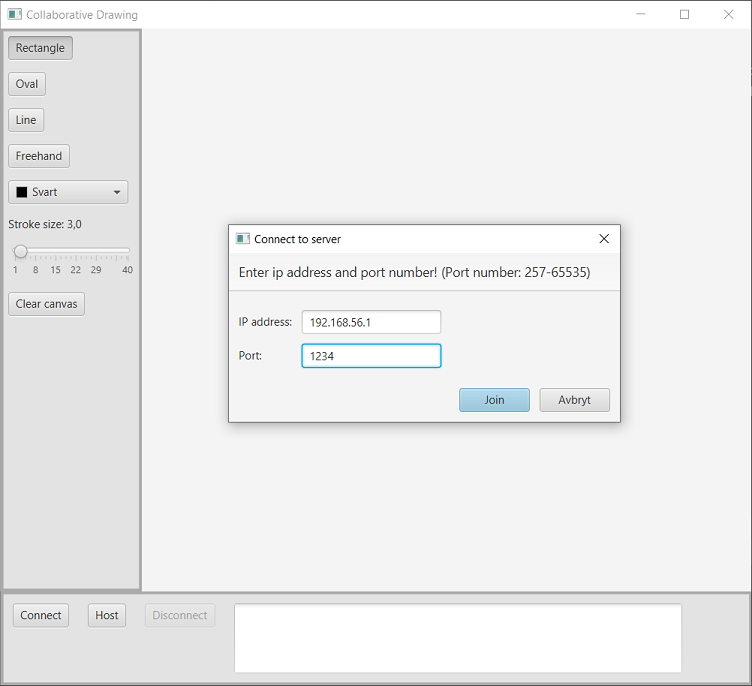 Collaborative Drawing
Rectangle
Oval
Line
Freehand
Svart
Stroke size: 3,0
1 8 15 22 29 40
Clear canvas
Connect to server
Enter ip address and port number! (Port number: 257-65535)
IP address: 192.168.56.1
Port: 1234
Join Avbryt
Connect Host Disconnect